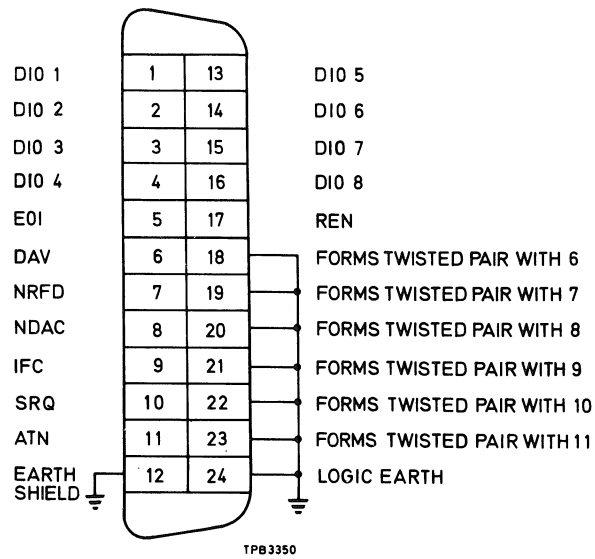 DIO 1 1 13 DIO 5
DIO 2 2 14 DIO 6
DIO 3 3 15 DIO 7
DIO 4 4 16 DIO 8
EOI 5 17 REN
DAV 6 18 FORMS TWISTED PAIR WITH 6
NRFD 7 19 FORMS TWISTED PAIR WITH 7
NDAC 8 20 FORMS TWISTED PAIR WITH 8
IFC 9 21 FORMS TWISTED PAIR WITH 9
SRQ 10 22 FORMS TWISTED PAIR WITH 10
ATN 11 23 FORMS TWISTED PAIR WITH 11
EARTH 12 24 LOGIC EARTH
SHIELD
TPB3350